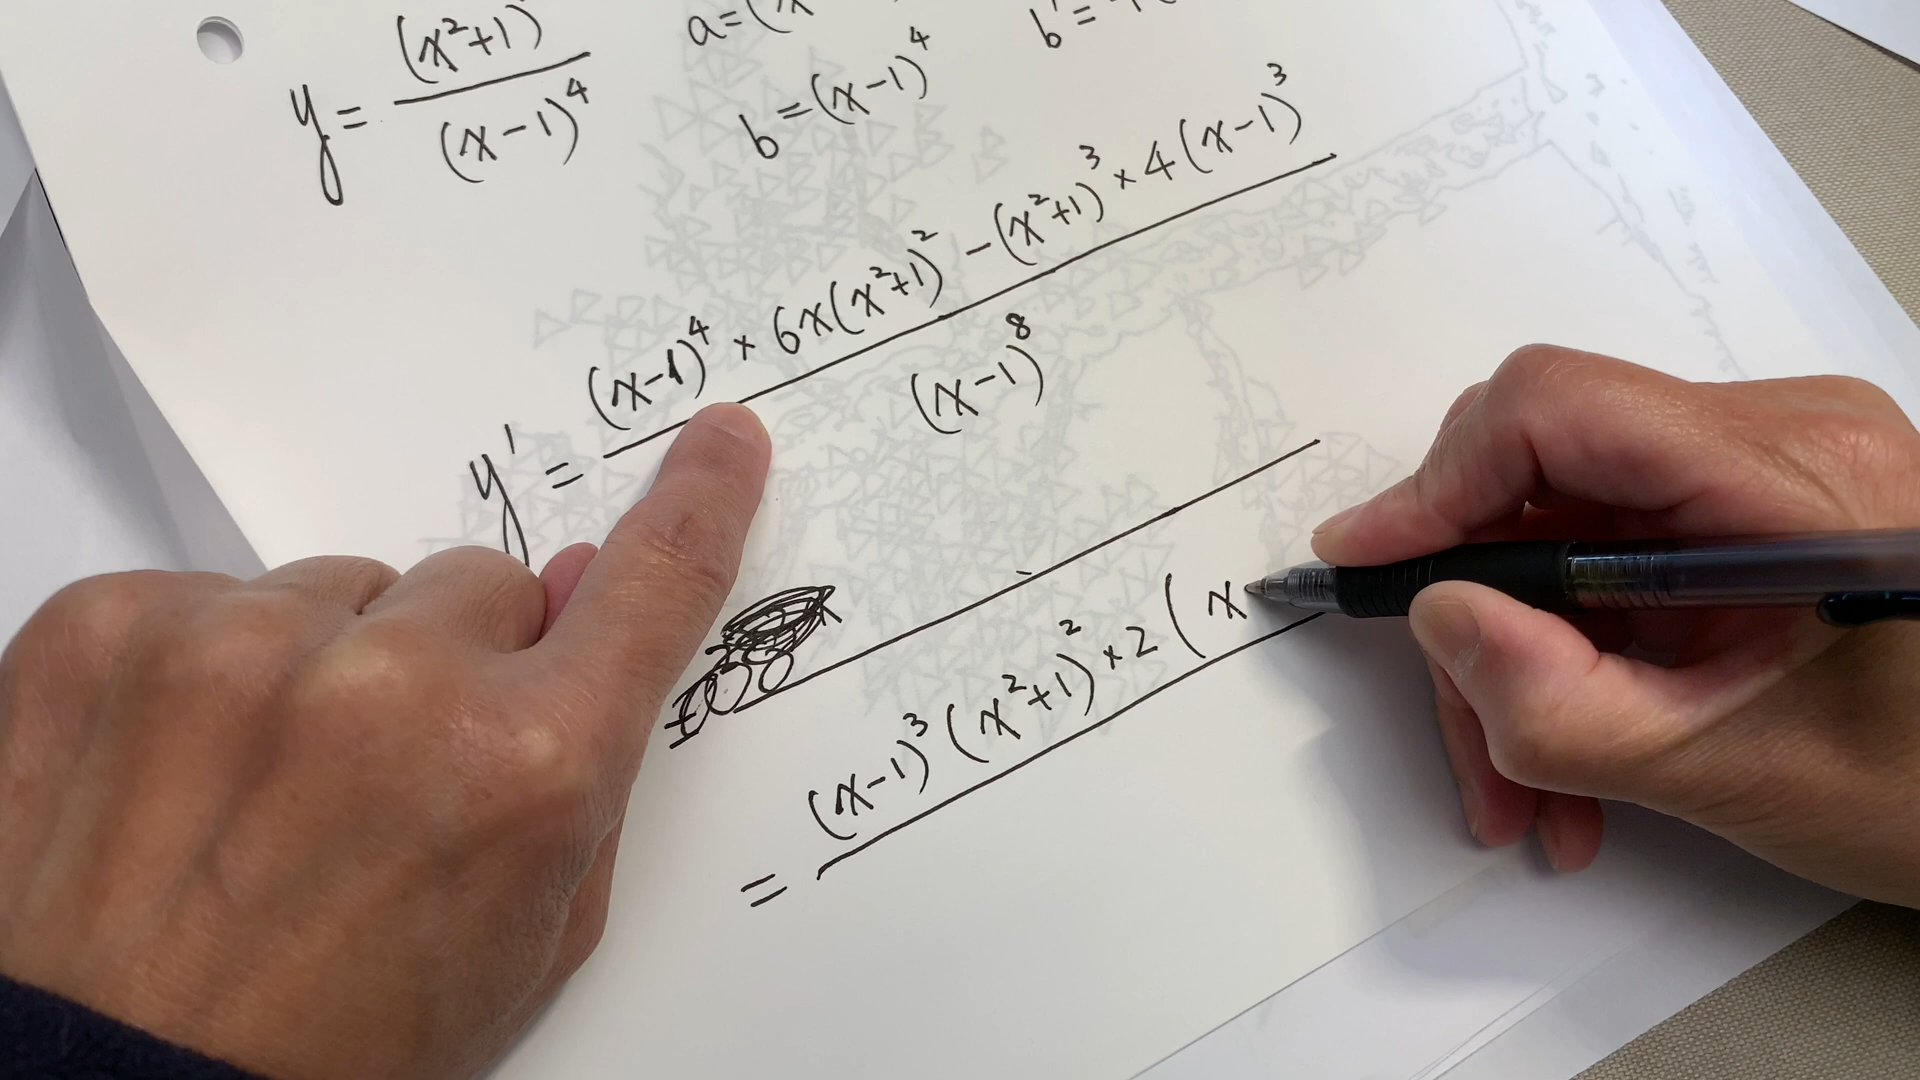 y = (x²+1) / (x-1)⁴
a = (x
b' =
b = (x-1)⁴
y' = (x-1)⁴ × 6x(x²+1)² - (x²+1)³ × 4(x-1)³ / (x-1)⁸
= (x-1)³(x²+1)² × 2(x